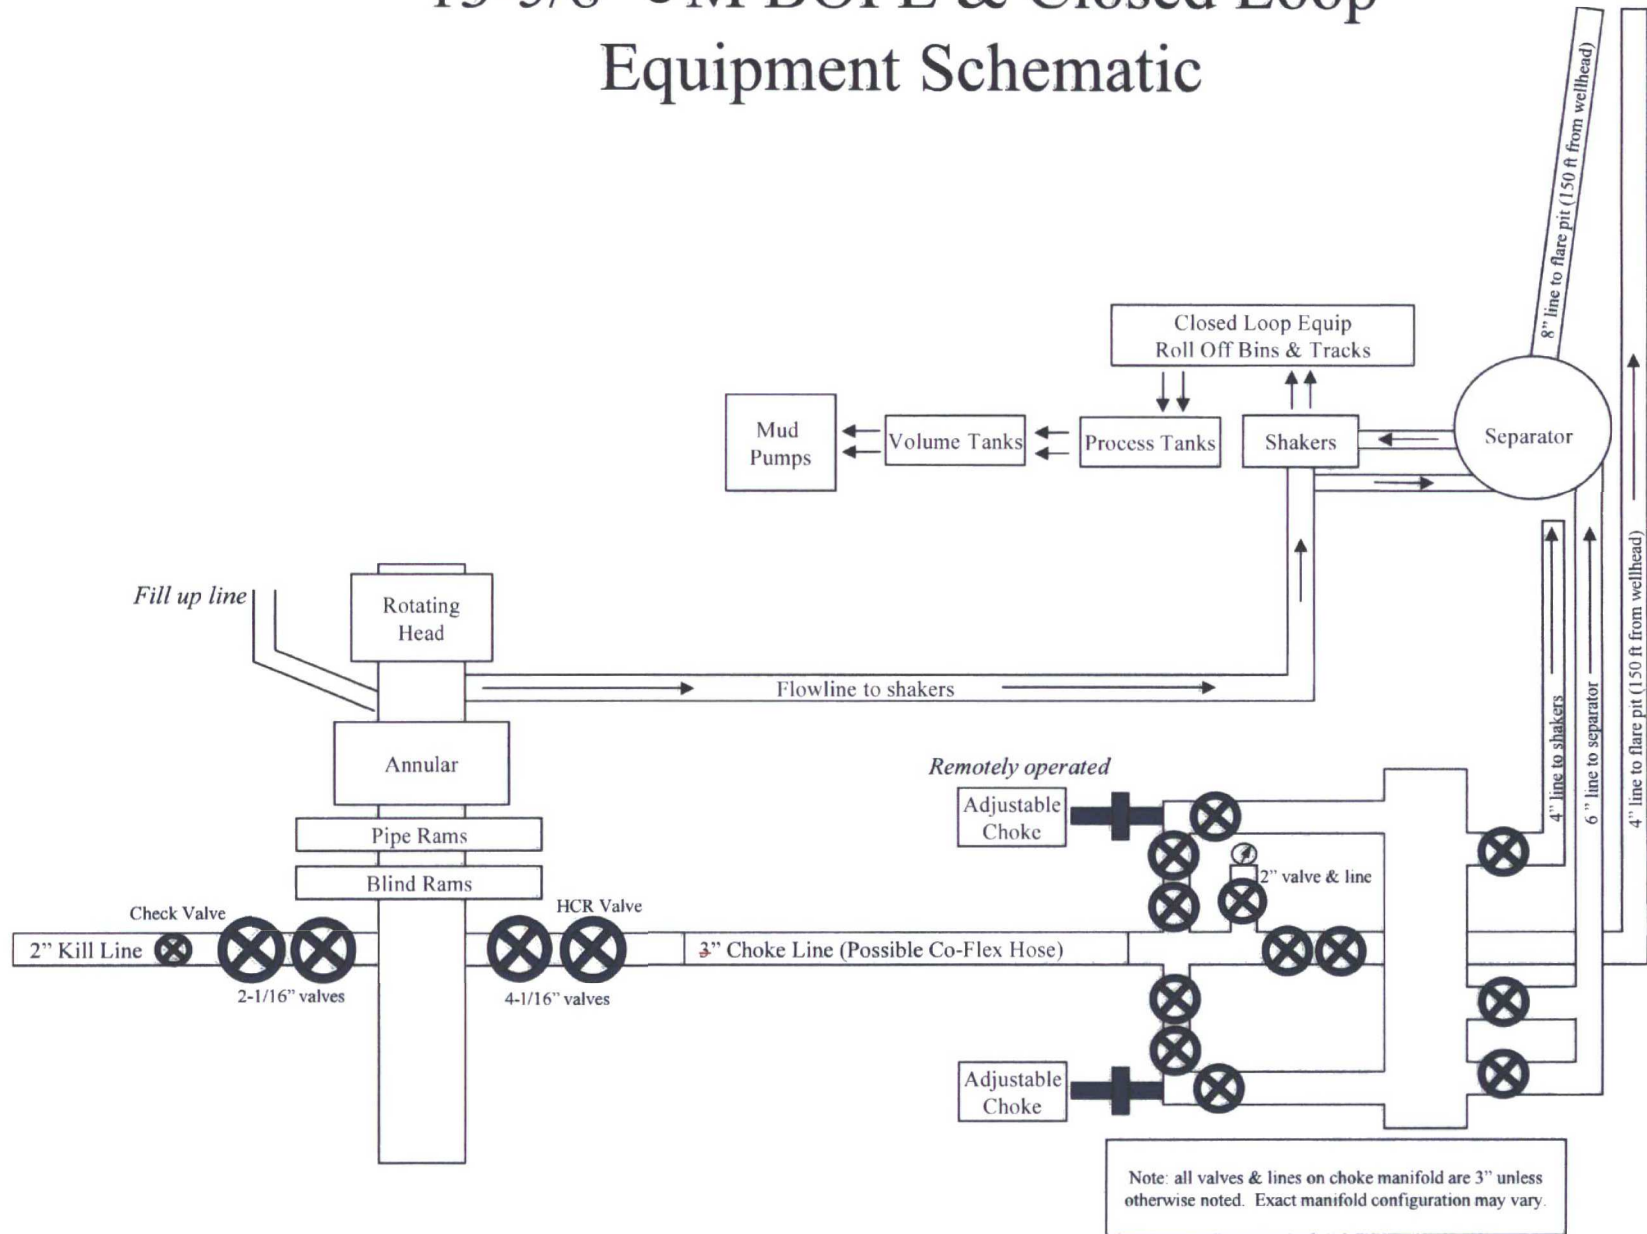 BOPE & Closed Loop
Equipment Schematic
8” line to flare pit (150 ft from wellhead)
Closed Loop Equip
Roll Off Bins & Tracks
Mud
Pumps
Volume Tanks
Process Tanks
Shakers
Separator
Fill up line
Rotating
Head
Flowline to shakers
Annular
Pipe Rams
Blind Rams
Check Valve
HCR Valve
2” Kill Line
3” Choke Line (Possible Co-Flex Hose)
2-1/16” valves
4-1/16” valves
Remotely operated
Adjustable
Choke
2” valve & line
Adjustable
Choke
4” line to shakers
6 ” line to separator
4” line to flare pit (150 ft from wellhead)
Note: all valves & lines on choke manifold are 3” unless
otherwise noted. Exact manifold configuration may vary.